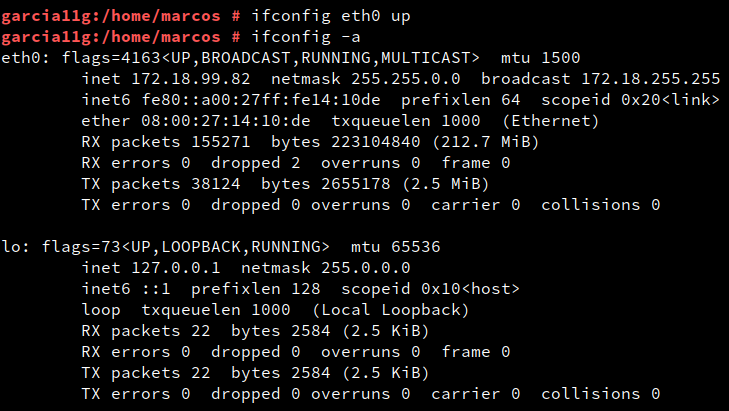 garcia11g:/home/marcos # ifconfig eth0 up
garcia11g:/home/marcos # ifconfig -a
eth0: flags=4163<UP,BROADCAST,RUNNING,MULTICAST>  mtu 1500
        inet 172.18.99.82  netmask 255.255.0.0  broadcast 172.18.255.255
        inet6 fe80::a00:27ff:fe14:10de  prefixlen 64  scopeid 0x20<link>
        ether 08:00:27:14:10:de  txqueuelen 1000  (Ethernet)
        RX packets 155271  bytes 223104840 (212.7 MiB)
        RX errors 0  dropped 2  overruns 0  frame 0
        TX packets 38124  bytes 2655178 (2.5 MiB)
        TX errors 0  dropped 0 overruns 0  carrier 0  collisions 0

lo: flags=73<UP,LOOPBACK,RUNNING>  mtu 65536
        inet 127.0.0.1  netmask 255.0.0.0
        inet6 ::1  prefixlen 128  scopeid 0x10<host>
        loop  txqueuelen 1000  (Local Loopback)
        RX packets 22  bytes 2584 (2.5 KiB)
        RX errors 0  dropped 0  overruns 0  frame 0
        TX packets 22  bytes 2584 (2.5 KiB)
        TX errors 0  dropped 0 overruns 0  carrier 0  collisions 0